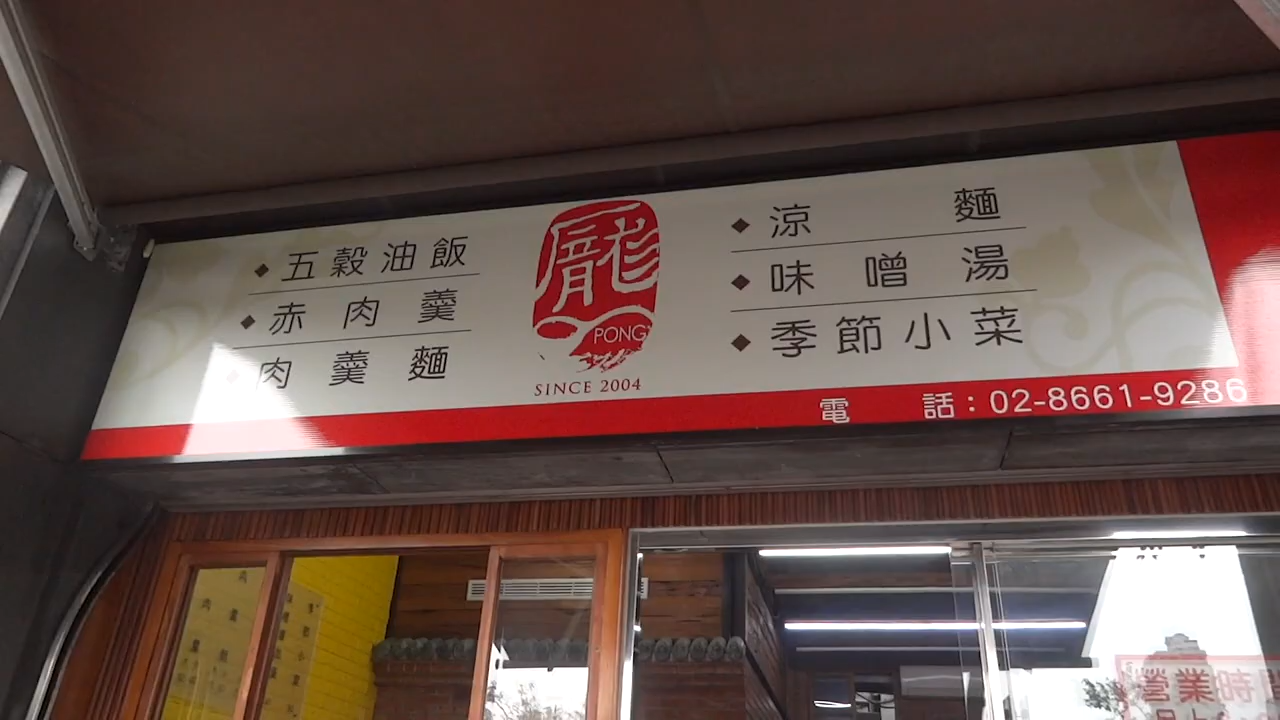 五穀油飯
赤肉羹
肉羹麵
龎
PONG
SINCE 2004
涼麵
味噌湯
季節小菜
電話：02-8661-9286
營業時間